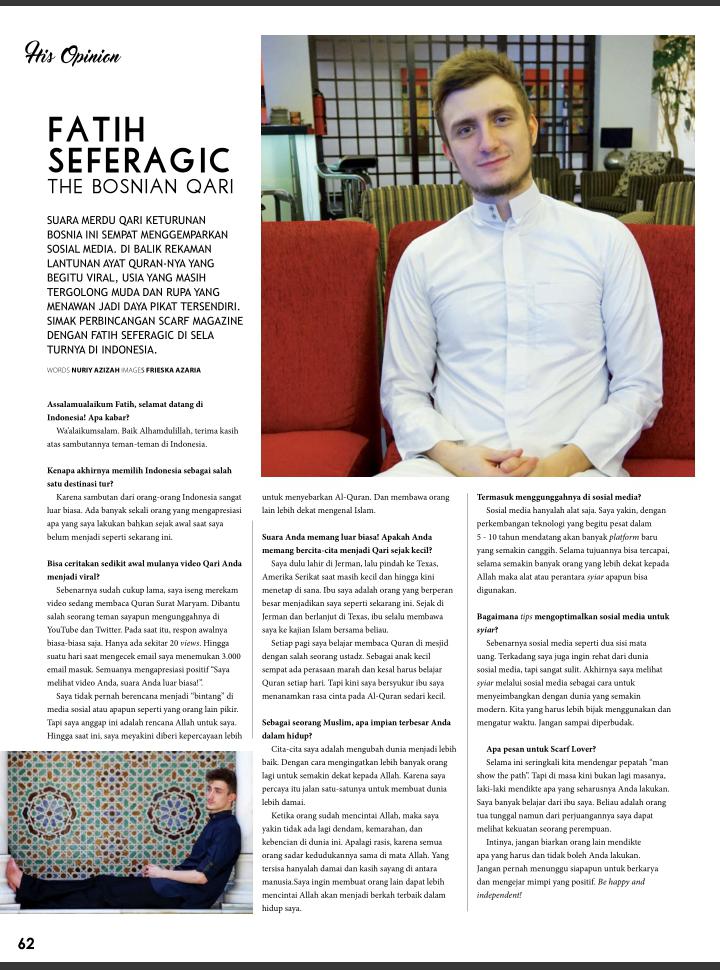 His Opinion
FATIH
SEFERAGIC
THE BOSNIAN QARI
SUARA MERDU QARI KETURUNAN
BOSNIA INI SEMPAT MENGGEMPARKAN
SOSIAL MEDIA. DI BALIK REKAMAN
LANTUNAN AYAT QURAN-NYA YANG
BEGITU VIRAL, USIA YANG MASIH
TERGOLONG MUDA DAN RUPA YANG
MENAWAN JADI DAYA PIKAT TERSENDIRI.
SIMAK PERBINCANGAN SCARF MAGAZINE
DENGAN FATIH SEFERAGIC DI SELA
TURNYA DI INDONESIA.
WORDS NURIY AZIZAH IMAGES FRIESKA AZARIA
Assalamualaikum Fatih, selamat datang di
Indonesia! Apa kabar?
Wa'alaikumsalam. Baik Alhamdulillah, terima kasih
atas sambutannya teman-teman di Indonesia.
Kenapa akhirnya memilih Indonesia sebagai salah
satu destinasi tur?
Karena sambutan dari orang-orang Indonesia sangat
luar biasa. Ada banyak sekali orang yang mengapresiasi
apa yang saya lakukan bahkan sejak awal saat saya
belum menjadi seperti sekarang ini.
Bisa ceritakan sedikit awal mulanya video Qari Anda
menjadi viral?
Sebenarnya sudah cukup lama, saya iseng merekam
video sedang membaca Quran Surat Maryam. Dibantu
salah seorang teman sayapun mengunggahnya di
YouTube dan Twitter. Pada saat itu, respon awalnya
biasa-biasa saja. Hanya ada sekitar 20 views. Hingga
suatu hari saat mengecek email saya menemukan 3.000
email masuk. Semuanya mengapresiasi positif “Saya
melihat video Anda, suara Anda luar biasa!”.
Saya tidak pernah berencana menjadi “bintang” di
media sosial atau apapun seperti yang orang lain pikir.
Tapi saya anggap ini adalah rencana Allah untuk saya.
Hingga saat ini, saya meyakini diberi kepercayaan lebih
untuk menyebarkan Al-Quran. Dan membawa orang
lain lebih dekat mengenal Islam.
Suara Anda memang luar biasa! Apakah Anda
memang bercita-cita menjadi Qari sejak kecil?
Saya dulu lahir di Jerman, lalu pindah ke Texas,
Amerika Serikat saat masih kecil dan hingga kini
menetap di sana. Ibu saya adalah orang yang berperan
besar menjadikan saya seperti sekarang ini. Sejak di
Jerman dan berlanjut di Texas, ibu selalu membawa
saya ke kajian Islam bersama beliau.
Setiap pagi saya belajar membaca Quran di mesjid
dengan salah seorang ustadz. Sebagai anak kecil
sempat ada perasaan marah dan kesal harus belajar
Quran setiap hari. Tapi kini saya bersyukur ibu saya
menanamkan rasa cinta pada Al-Quran sedari kecil.
Sebagai seorang Muslim, apa impian terbesar Anda
dalam hidup?
Cita-cita saya adalah mengubah dunia menjadi lebih
baik. Dengan cara mengingatkan lebih banyak orang
lagi untuk semakin dekat kepada Allah. Karena saya
percaya itu jalan satu-satunya untuk membuat dunia
lebih damai.
Ketika orang sudah mencintai Allah, maka saya
yakin tidak ada lagi dendam, kemarahan, dan
kebencian di dunia ini. Apalagi rasis, karena semua
orang sadar kedudukannya sama di mata Allah. Yang
tersisa hanyalah damai dan kasih sayang di antara
manusia.Saya ingin membuat orang lain dapat lebih
mencintai Allah akan menjadi berkah terbaik dalam
hidup saya.
Termasuk menggunggahnya di sosial media?
Sosial media hanyalah alat saja. Saya yakin, dengan
perkembangan teknologi yang begitu pesat dalam
5 - 10 tahun mendatang akan banyak platform baru
yang semakin canggih. Selama tujuannya bisa tercapai,
selama semakin banyak orang yang lebih dekat kepada
Allah maka alat atau perantara syiar apapun bisa
digunakan.
Bagaimana tips mengoptimalkan sosial media untuk
syiar?
Sebenarnya sosial media seperti dua sisi mata
uang. Terkadang saya juga ingin rehat dari dunia
sosial media, tapi sangat sulit. Akhirnya saya melihat
syiar melalui sosial media sebagai cara untuk
menyeimbangkan dengan dunia yang semakin
modern. Kita yang harus lebih bijak menggunakan dan
mengatur waktu. Jangan sampai diperbudak.
Apa pesan untuk Scarf Lover?
Selama ini seringkali kita mendengar pepatah “man
show the path”. Tapi di masa kini bukan lagi masanya,
laki-laki mendikte apa yang seharusnya Anda lakukan.
Saya banyak belajar dari ibu saya. Beliau adalah orang
tua tunggal namun dari perjuangannya saya dapat
melihat kekuatan seorang perempuan.
Intinya, jangan biarkan orang lain mendikte
apa yang harus dan tidak boleh Anda lakukan.
Jangan pernah menunggu siapapun untuk berkarya
dan mengejar mimpi yang positif. Be happy and
independent!
62